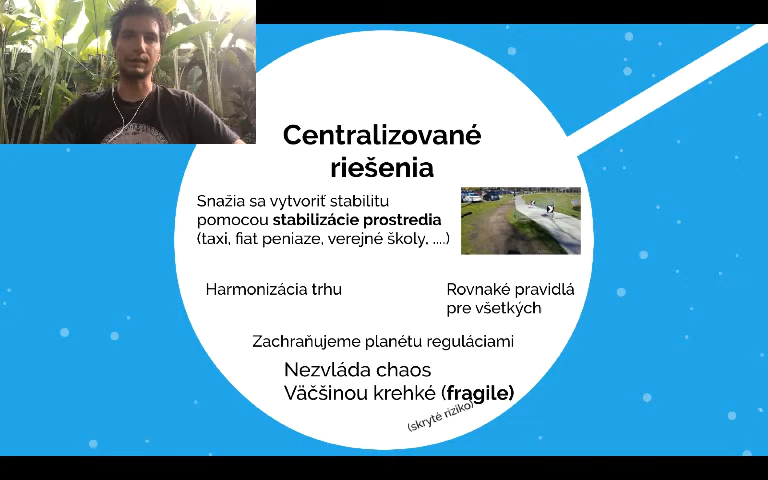 Centralizované
riešenia
Snažia sa vytvoriť stabilitu
pomocou stabilizácie prostredia
(taxi, fiat peniaze, verejné školy, ....)
Harmonizácia trhu
Rovnaké pravidlá
pre všetkých
Zachraňujeme planétu reguláciami
Nezvláda chaos
Väčšinou krehké (fragile)
(skryté riziko)